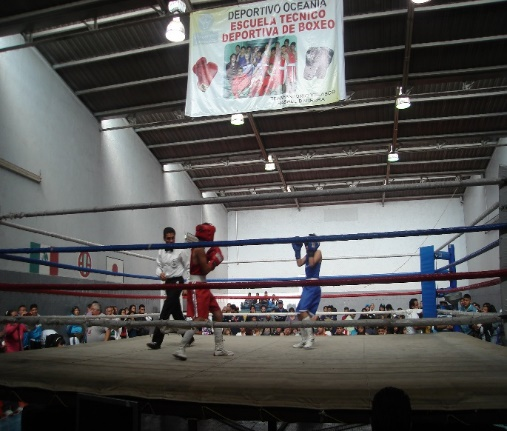 DEPORTIVO OCEANIA
ESCUELA TECNICO
DEPORTIVA DE BOXEO